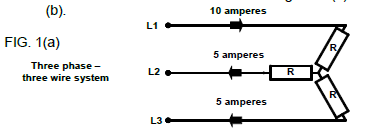 (b).
10 amperes
L1
FIG. 1(a)
R
5 amperes
Three phase –
three wire system
L2
R
R
5 amperes
L3